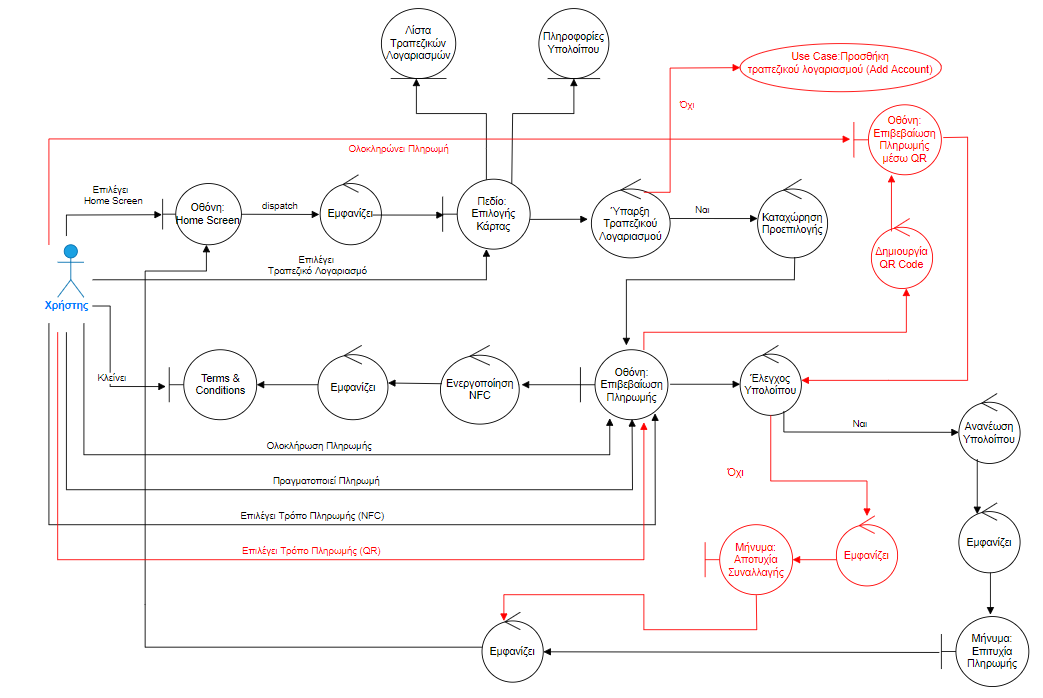 Λίστα
Τραπεζικών
Λογαριασμών
Πληροφορίες
Υπολοίπου
Use Case:Προσθήκη
τραπεζικού λογαριασμού (Add Account)
Όχι
Οθόνη:
Επιβεβαίωση
Πληρωμής
μέσω QR
Ολοκληρώνει Πληρωμή
Επιλέγει
Home Screen
Οθόνη:
Home Screen
dispatch
Εμφανίζει
Πεδίο:
Επιλογής
Κάρτας
Ύπαρξη
Τραπεζικού
Λογαριασμού
Ναι
Καταχώρηση
Προεπιλογής
Δημιουργία
QR Code
Επιλέγει
Τραπεζικό Λογαριασμό
Χρήστης
Κλείνει
Terms &
Conditions
Εμφανίζει
Ενεργοποίηση
NFC
Οθόνη:
Επιβεβαίωση
Πληρωμής
Έλεγχος
Υπολοίπου
Ναι
Ανανέωση
Υπολοίπου
Ολοκλήρωση Πληρωμής
Όχι
Πραγματοποιεί Πληρωμή
Επιλέγει Τρόπο Πληρωμής (NFC)
Επιλέγει Τρόπο Πληρωμής (QR)
Μήνυμα:
Αποτυχία
Συναλλαγής
Εμφανίζει
Εμφανίζει
Εμφανίζει
Μήνυμα:
Επιτυχία
Πληρωμής